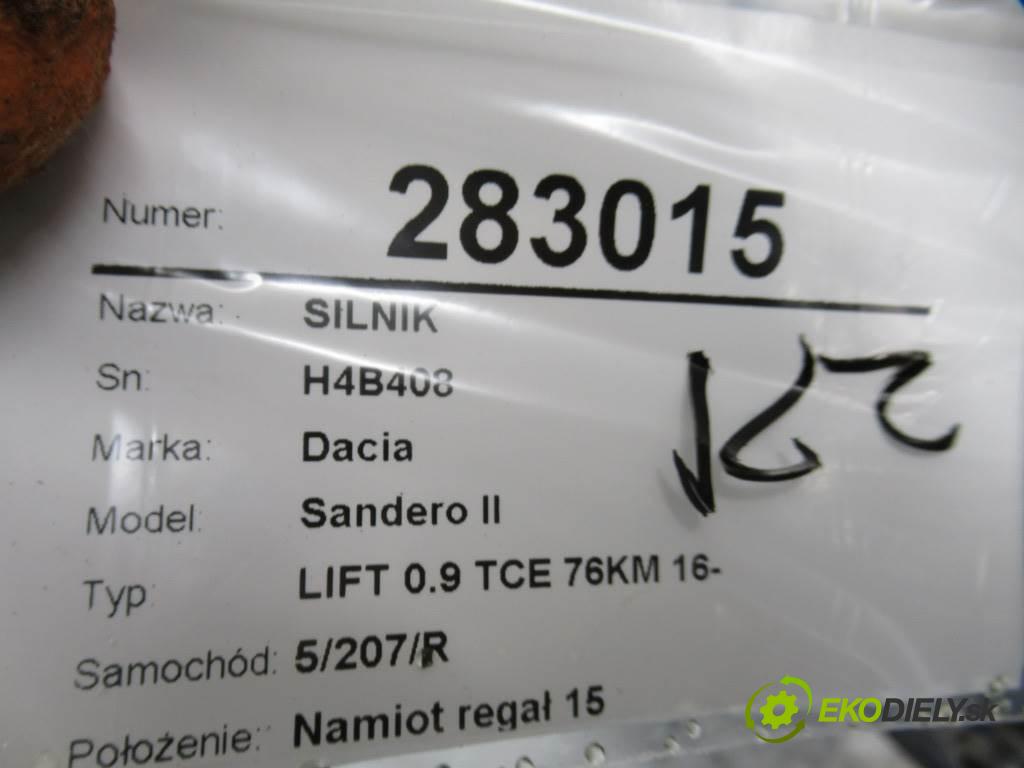 Numer: 283015
Nazwa: SILNIK
Sn: H4B408
Marka: Dacia
Model: Sandero II
Typ: LIFT 0.9 TCE 76KM 16-
Samochód: 5/207/R
Położenie: Namiot regał 15
EKODIELY.sk